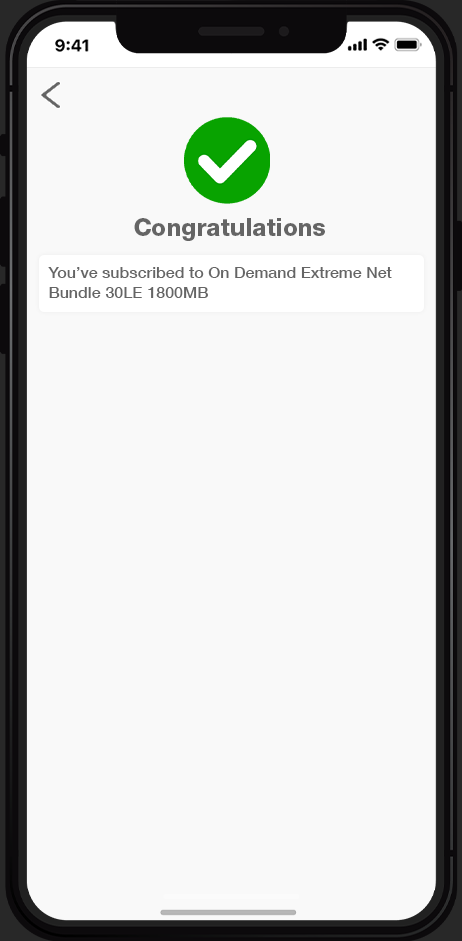 9:41
Congratulations
You've subscribed to On Demand Extreme Net
Bundle 30LE 1800MB